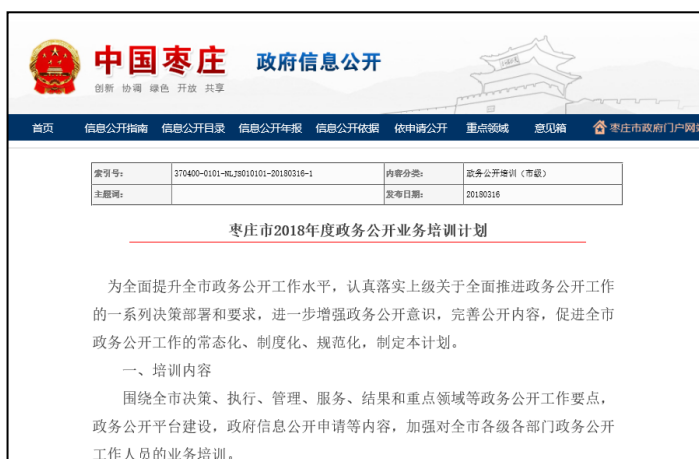 中国枣庄 政府信息公开
创新 协调 绿色 开放 共享
首页 信息公开指南 信息公开目录 信息公开年报 信息公开依据 依申请公开 重点领域 意见箱 枣庄市政府门户网站
索引号： 370400-0101-NLJS010101-20180316-1 内容分类： 政务公开培训（市级）
主题词： 发布日期： 20180316
枣庄市2018年度政务公开业务培训计划
为全面提升全市政务公开工作水平，认真落实上级关于全面推进政务公开工作
的一系列决策部署和要求，进一步增强政务公开意识，完善公开内容，促进全市
政务公开工作的常态化、制度化、规范化，制定本计划。
一、培训内容
围绕全市决策、执行、管理、服务、结果和重点领域等政务公开工作要点，
政务公开平台建设，政府信息公开申请等内容，加强对全市各级各部门政务公开
工作人员的业务培训。